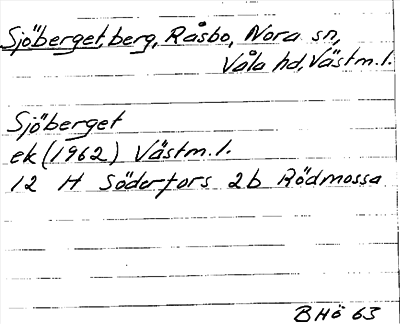 Sjöberget, berg, Råsbo, Nora sn,
Våla hd, Västm.l.
Sjöberget
ek (1962) Västm.l.
12 H Söderfors 2b Rödmossa
BHö 63